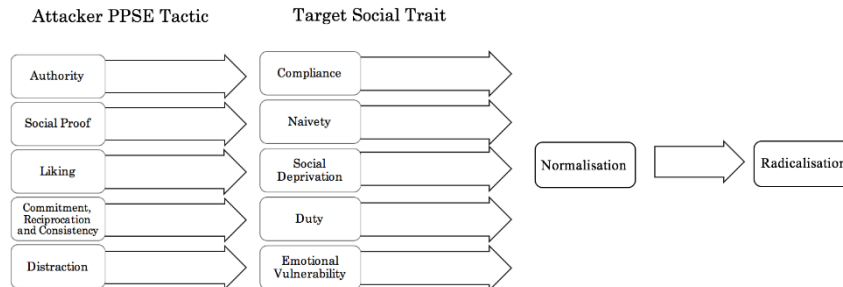 Attacker PPSE Tactic
Target Social Trait
Authority
Compliance
Social Proof
Naivety
Liking
Social
Deprivation
Normalisation
Radicalisation
Commitment,
Reciprocation
and Consistency
Duty
Distraction
Emotional
Vulnerability